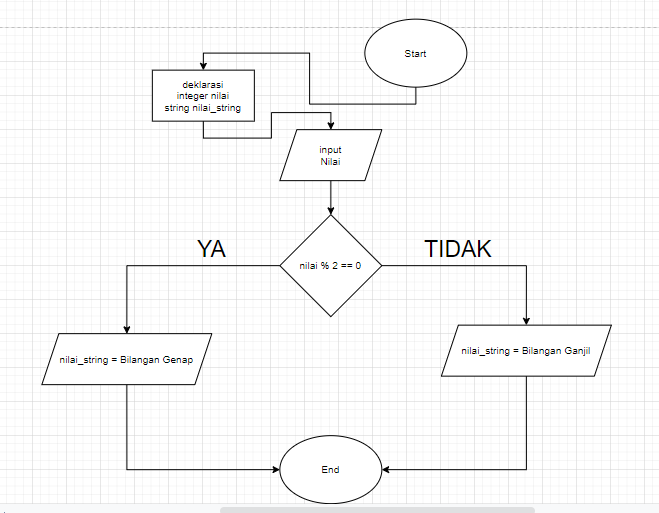 Start
deklarasi
integer nilai
string nilai_string
input
Nilai
YA
TIDAK
nilai % 2 == 0
nilai_string = Bilangan Genap
nilai_string = Bilangan Ganjil
End